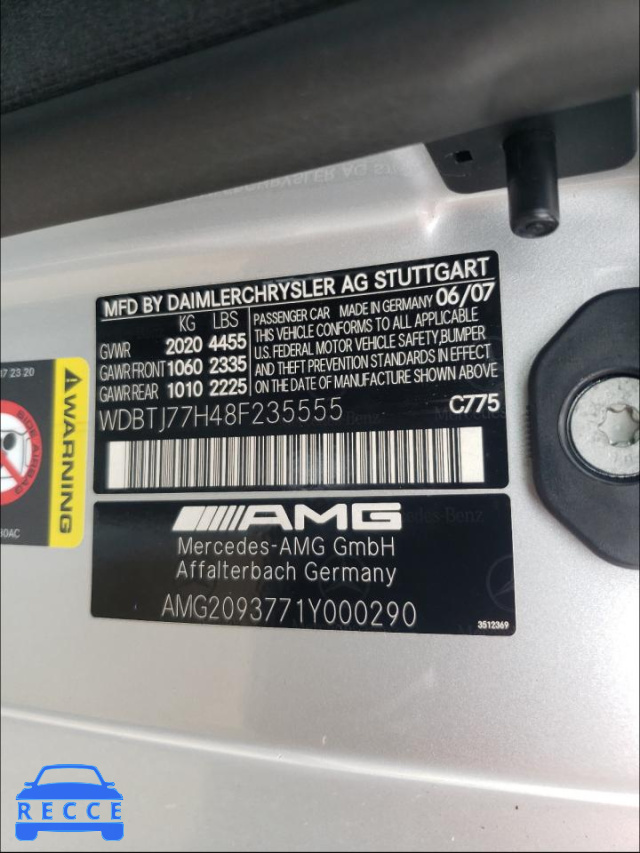 MFD BY DAIMLERCHRYSLER AG STUTTGART
KG LBS
GVWR 2020 4455
GAWR FRONT 1060 2335
GAWR REAR 1010 2225
PASSENGER CAR MADE IN GERMANY 06/07
THIS VEHICLE CONFORMS TO ALL APPLICABLE
U.S. FEDERAL MOTOR VEHICLE SAFETY,BUMPER
AND THEFT PREVENTION STANDARDS IN EFFECT
ON THE DATE OF MANUFACTURE SHOWN ABOVE
WDBTJ77H48F235555 C775
AMG
Mercedes-Benz
Mercedes-AMG GmbH
Affalterbach Germany
AMG2093771Y000290
3512369
WARNING
RECCE